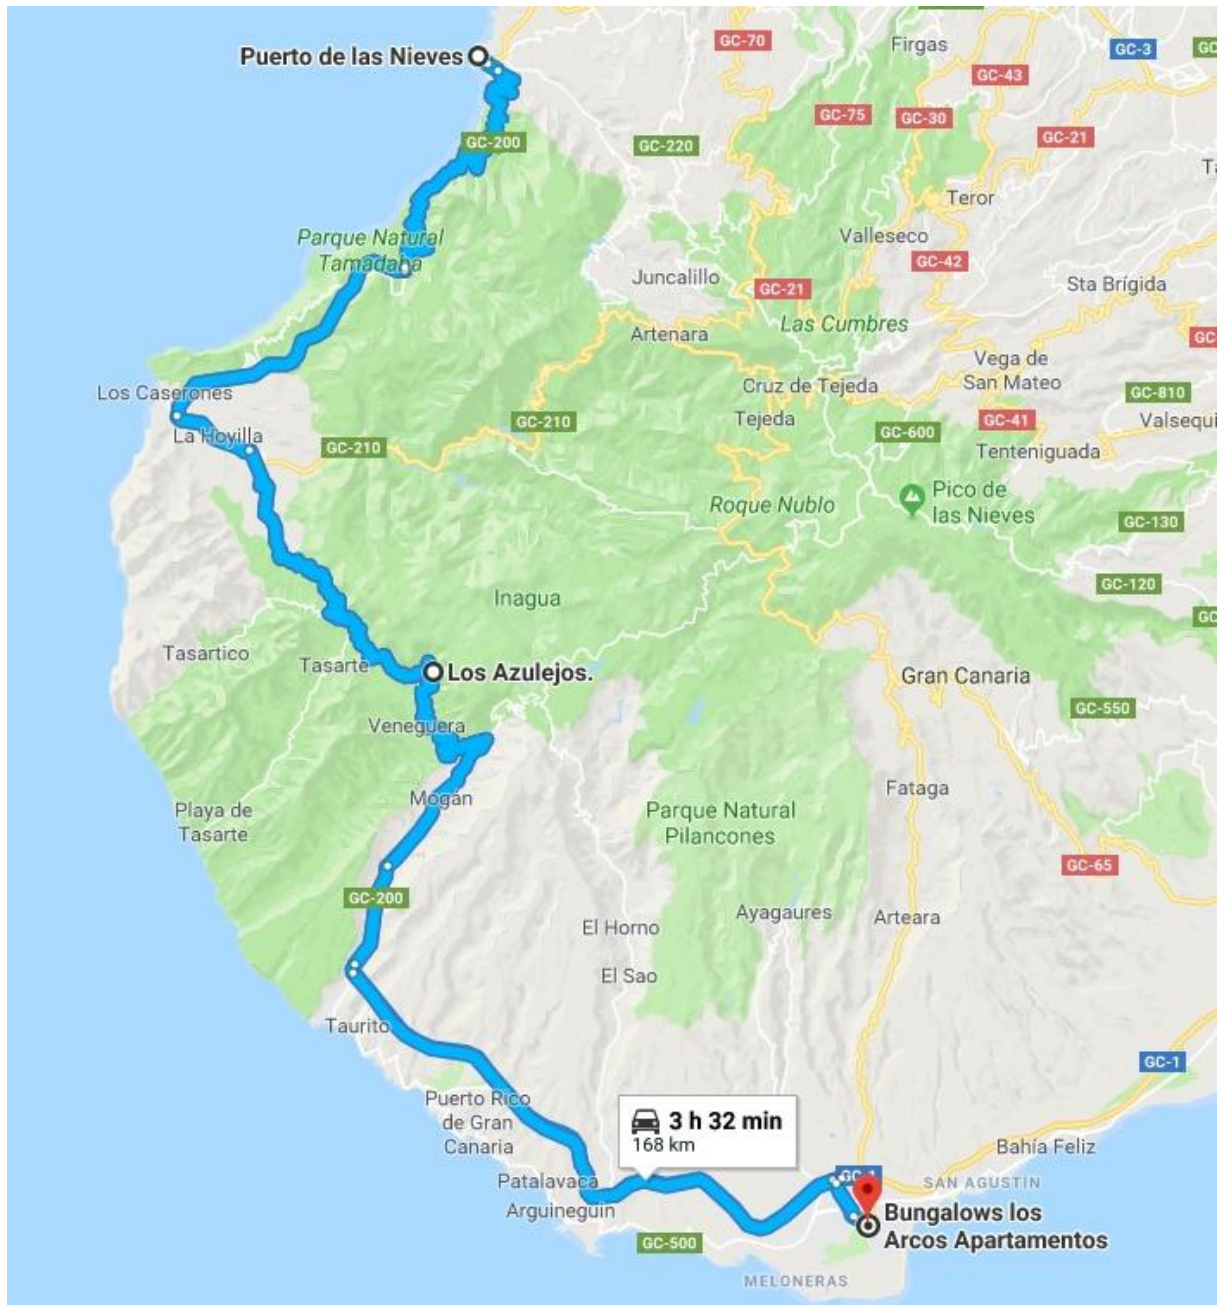 GC-70
Firgas
GC-3
Puerto de las Nieves
GC-43
GC-75
GC-30
GC-200
GC-220
GC-21
Teror
Parque Natural
Tamadaba
Valleseco
GC-42
Juncalillo
GC-21
Sta Brígida
Artenara
Las Cumbres
Vega de
San Mateo
Los Caserones
Cruz de Tejeda
GC-810
La Hoyilla
GC-210
Tejeda
GC-41
Valsequi
GC-210
GC-600
Tenteniguada
Roque Nublo
Pico de
las Nieves
GC-130
GC-120
Inagua
Tasartico
Tasarte
Los Azulejos.
Gran Canaria
GC-550
Veneguera
Mogán
Fataga
Playa de
Tasarte
Parque Natural
Pilancones
GC-65
GC-200
El Horno
Ayagaures
Arteara
El Sao
Taurito
GC-1
Puerto Rico
de Gran
Canaria
3 h 32 min
168 km
Bahía Feliz
Patalavaca
GC-1
SAN AGUSTÍN
Arguineguín
Bungalows los
Arcos Apartamentos
GC-500
MELONERAS